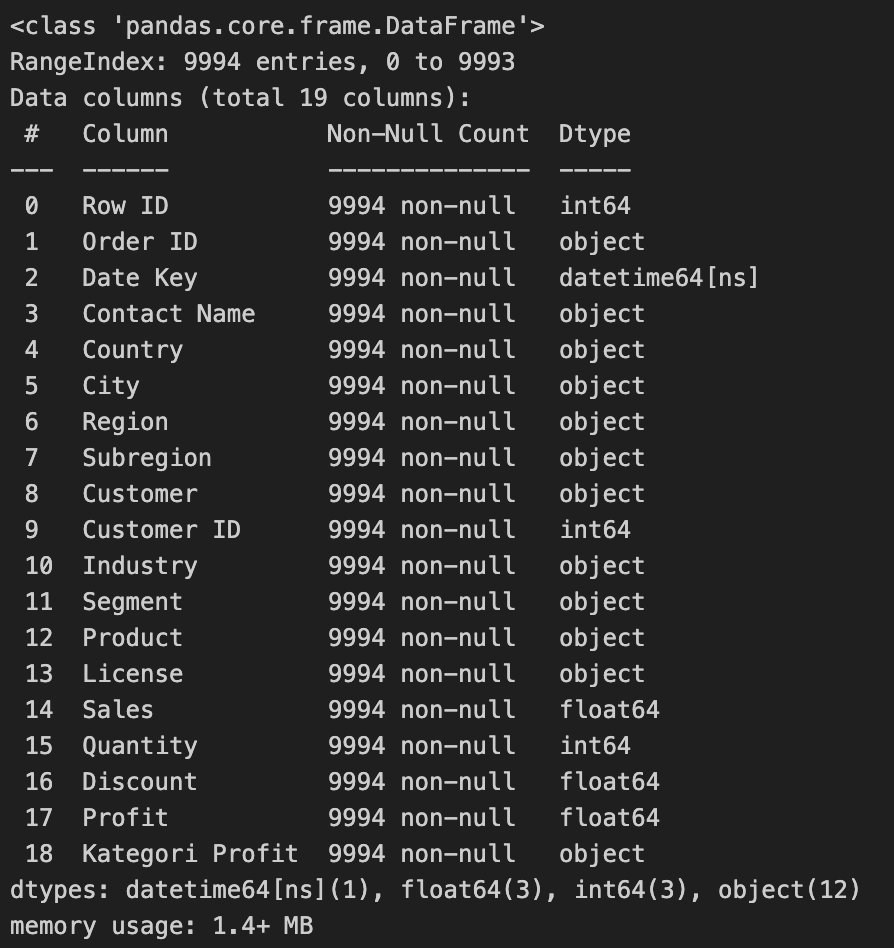 <class 'pandas.core.frame.DataFrame'>
RangeIndex: 9994 entries, 0 to 9993
Data columns (total 19 columns):
 #   Column           Non-Null Count  Dtype
---  ------           --------------  -----
 0   Row ID           9994 non-null   int64
 1   Order ID         9994 non-null   object
 2   Date Key         9994 non-null   datetime64[ns]
 3   Contact Name     9994 non-null   object
 4   Country          9994 non-null   object
 5   City             9994 non-null   object
 6   Region           9994 non-null   object
 7   Subregion        9994 non-null   object
 8   Customer         9994 non-null   object
 9   Customer ID      9994 non-null   int64
 10  Industry         9994 non-null   object
 11  Segment          9994 non-null   object
 12  Product          9994 non-null   object
 13  License          9994 non-null   object
 14  Sales            9994 non-null   float64
 15  Quantity         9994 non-null   int64
 16  Discount         9994 non-null   float64
 17  Profit           9994 non-null   float64
 18  Kategori Profit  9994 non-null   object
dtypes: datetime64[ns](1), float64(3), int64(3), object(12)
memory usage: 1.4+ MB